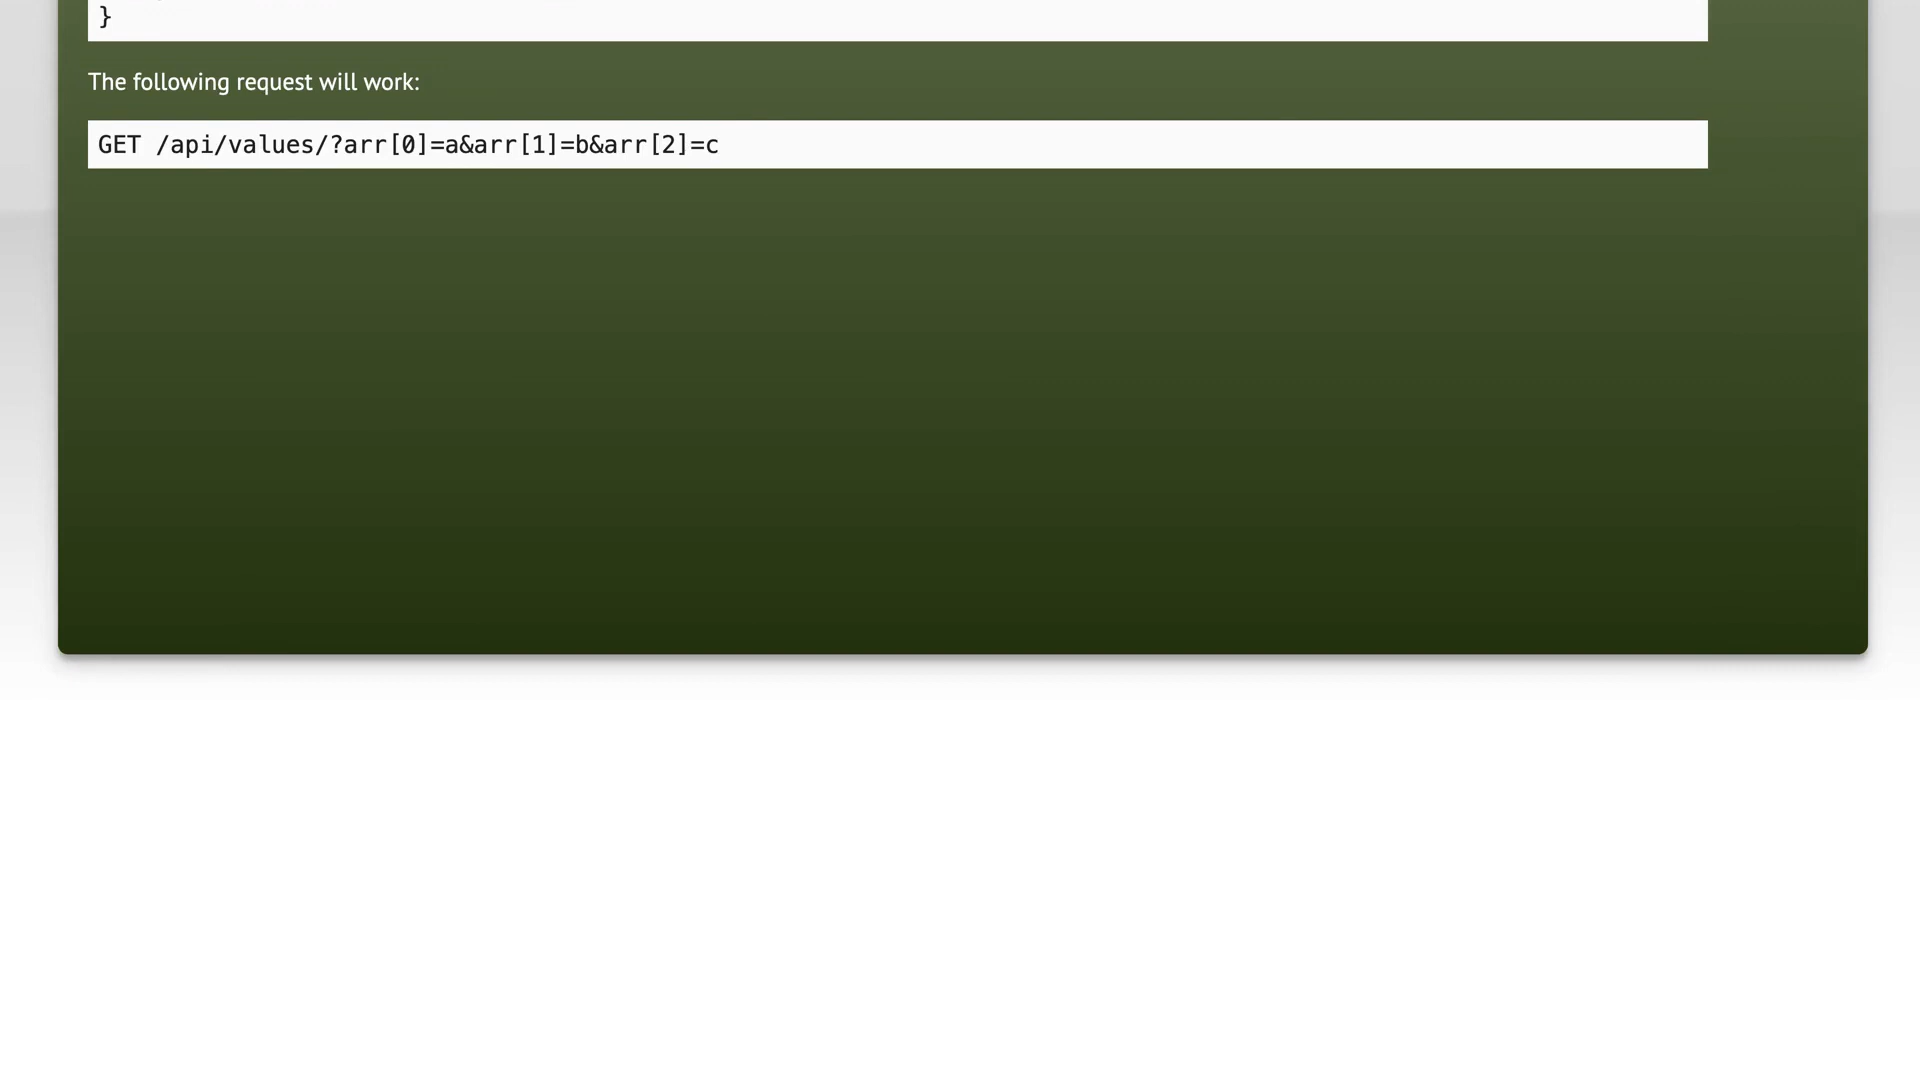 }
The following request will work:
GET /api/values/?arr[0]=a&arr[1]=b&arr[2]=c